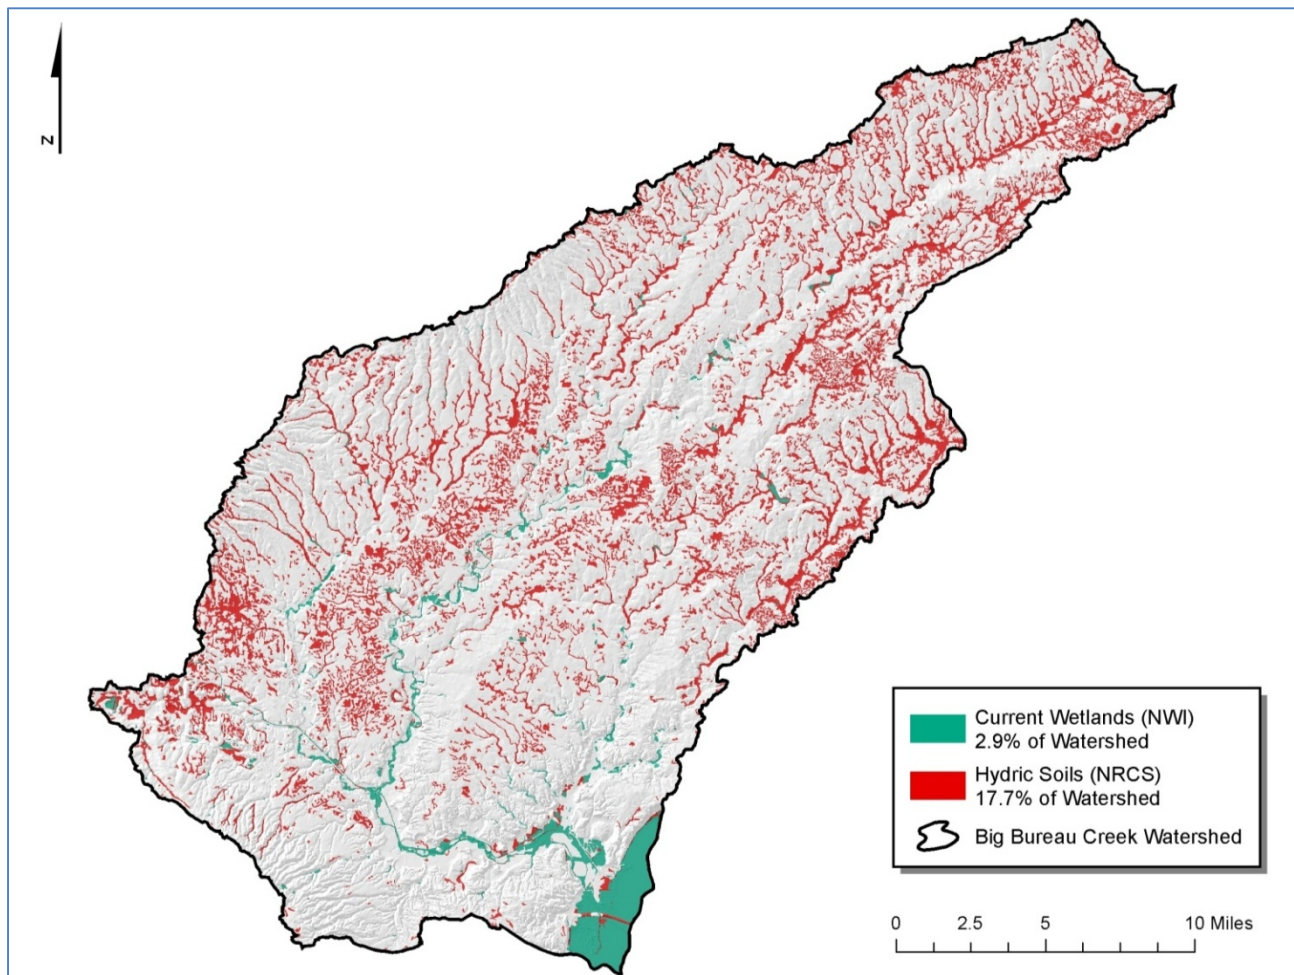 N
Current Wetlands (NWI)
2.9% of Watershed
Hydric Soils (NRCS)
17.7% of Watershed
Big Bureau Creek Watershed
0 2.5 5 10 Miles